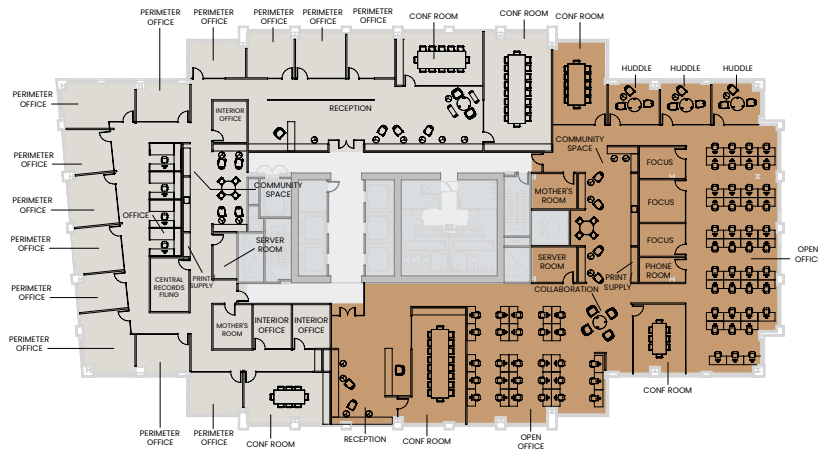 PERIMETER
OFFICE
PERIMETER
OFFICE
PERIMETER
OFFICE
PERIMETER
OFFICE
PERIMETER
OFFICE
CONF ROOM
CONF ROOM
CONF ROOM
HUDDLE
HUDDLE
HUDDLE
PERIMETER
OFFICE
INTERIOR
OFFICE
RECEPTION
PERIMETER
OFFICE
COMMUNITY
SPACE
COMMUNITY
SPACE
FOCUS
MOTHER'S
ROOM
FOCUS
PERIMETER
OFFICE
OFFICE
PERIMETER
OFFICE
SERVER
ROOM
FOCUS
OPEN
OFFIC
SERVER
ROOM
PHONE
ROOM
PRINT
SUPPLY
PRINT
SUPPLY
CENTRAL
RECORDS
FILING
COLLABORATION
PERIMETER
OFFICE
MOTHER'S
ROOM
INTERIOR
OFFICE
INTERIOR
OFFICE
PERIMETER
OFFICE
CONF ROOM
PERIMETER
OFFICE
PERIMETER
OFFICE
CONF ROOM
RECEPTION
CONF ROOM
OPEN
OFFICE